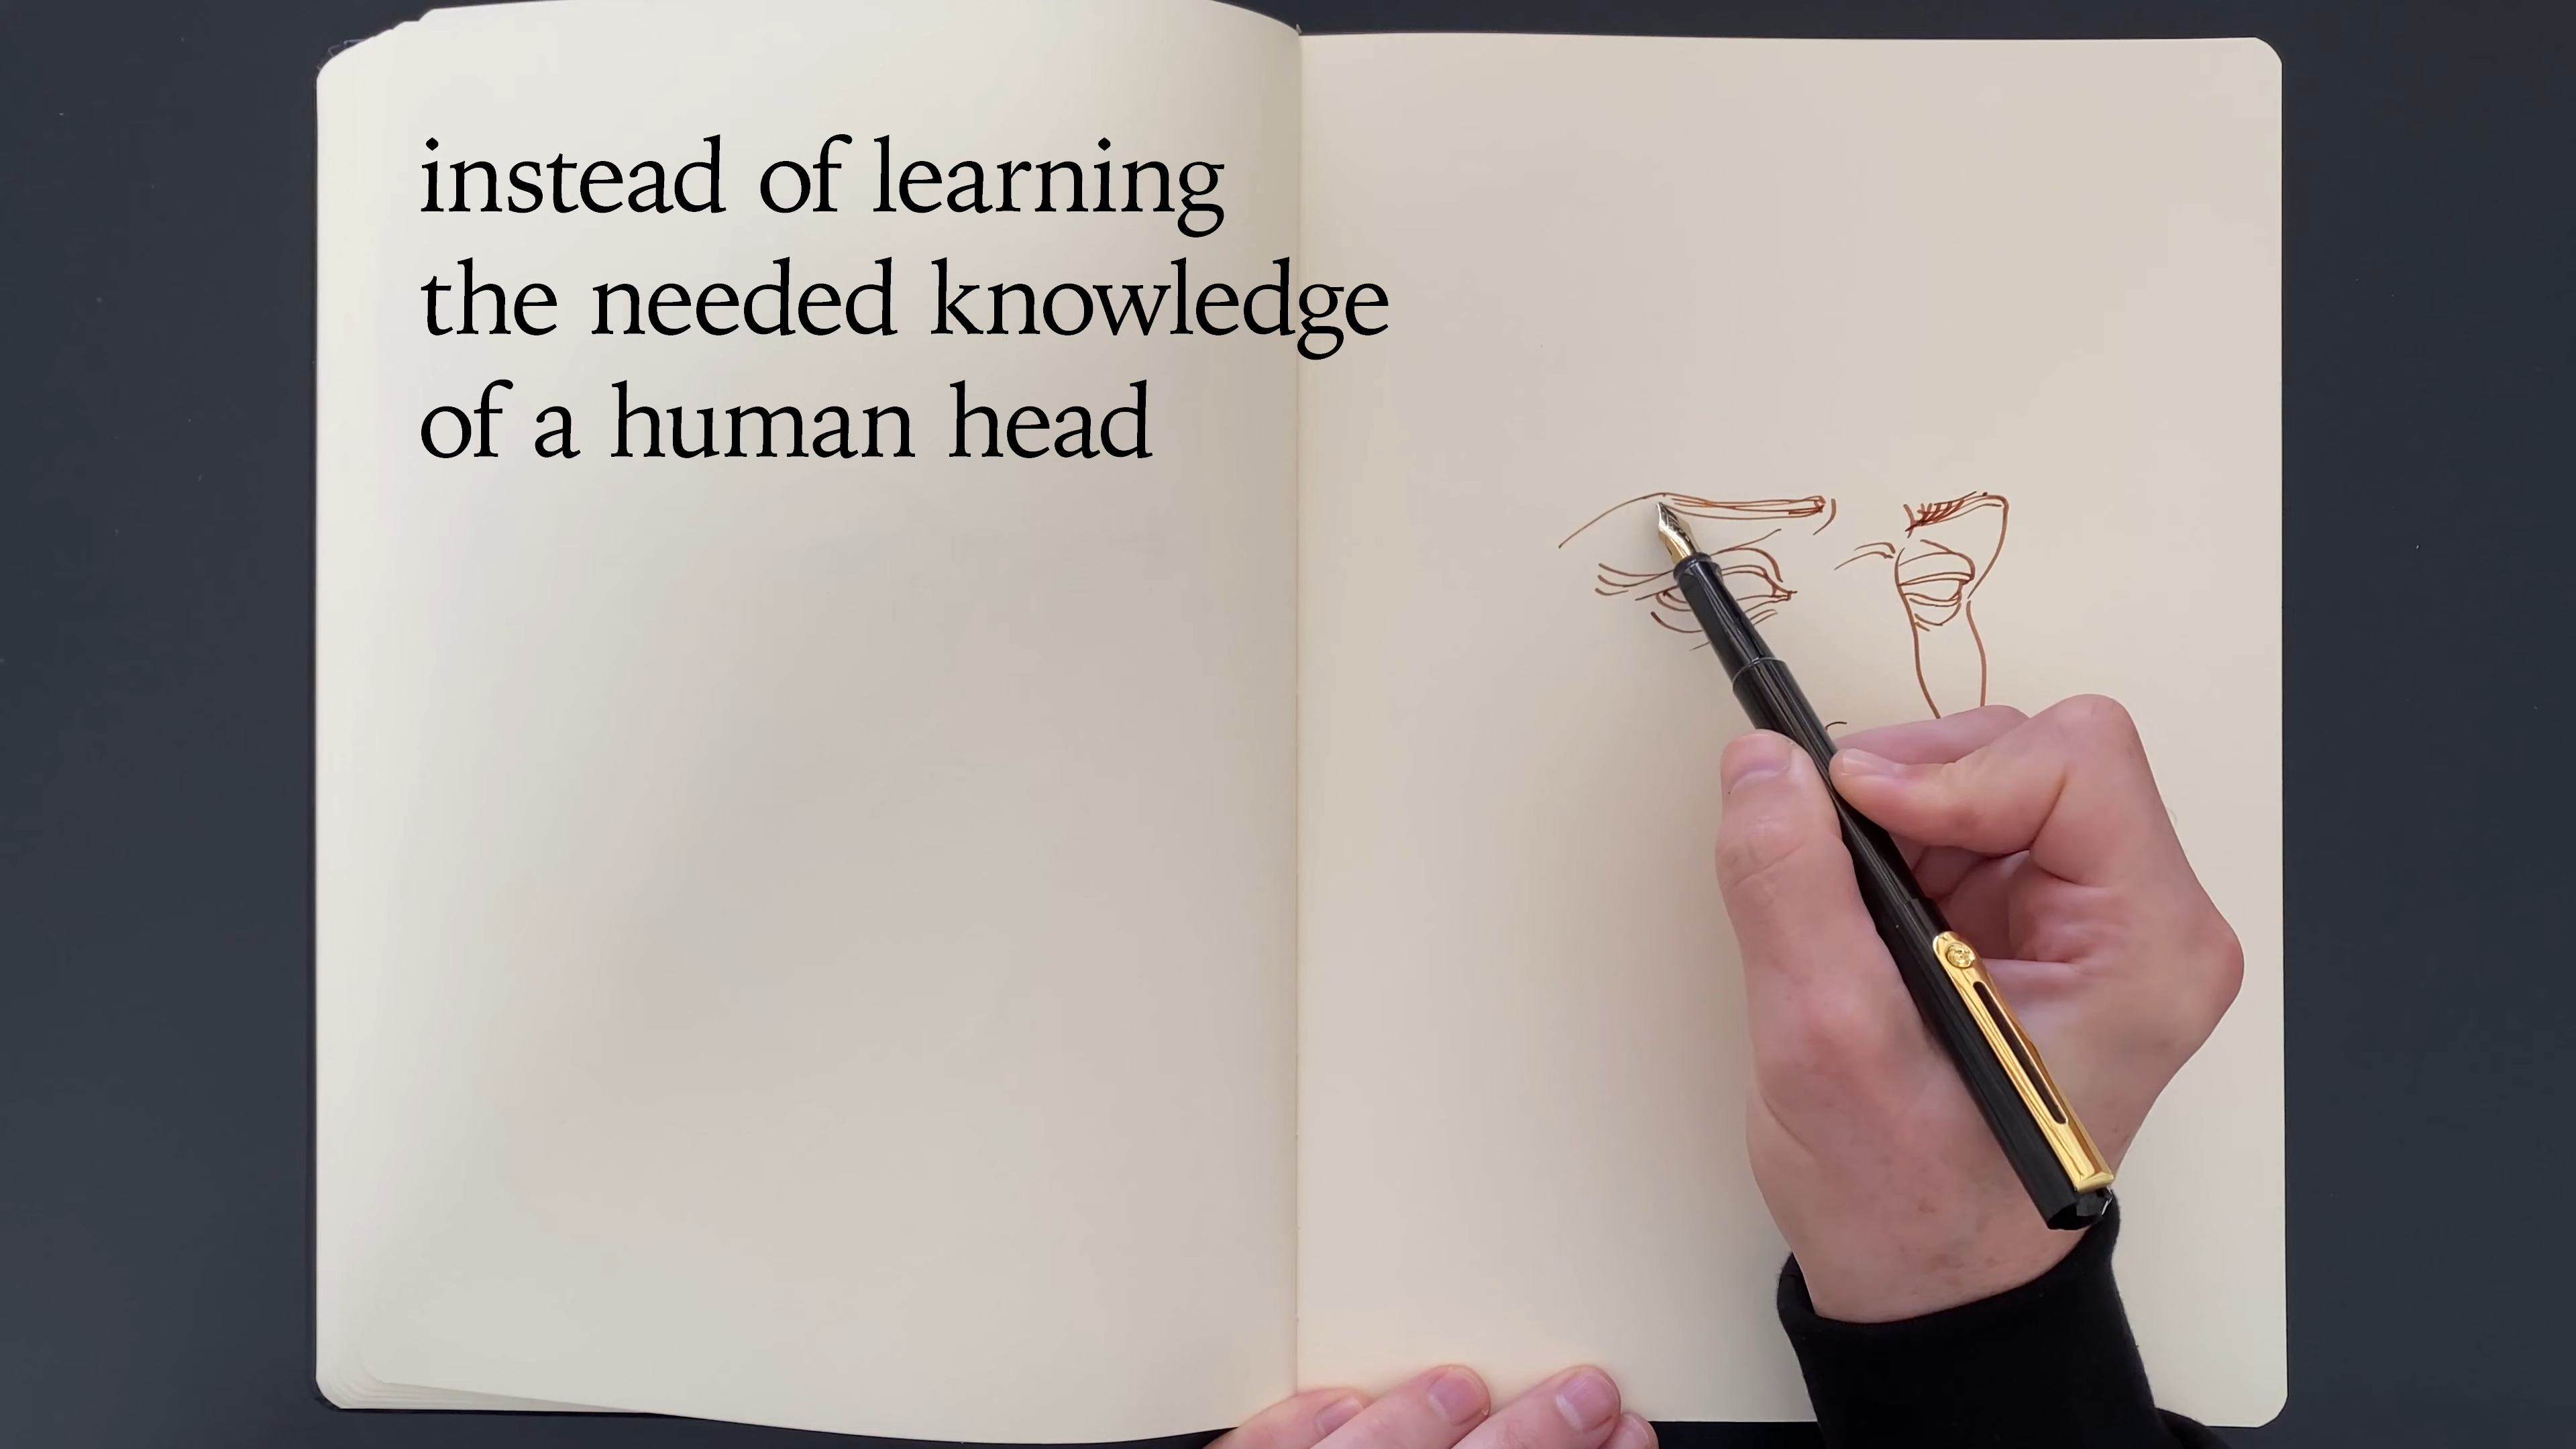 instead of learning
the needed knowledge
of a human head